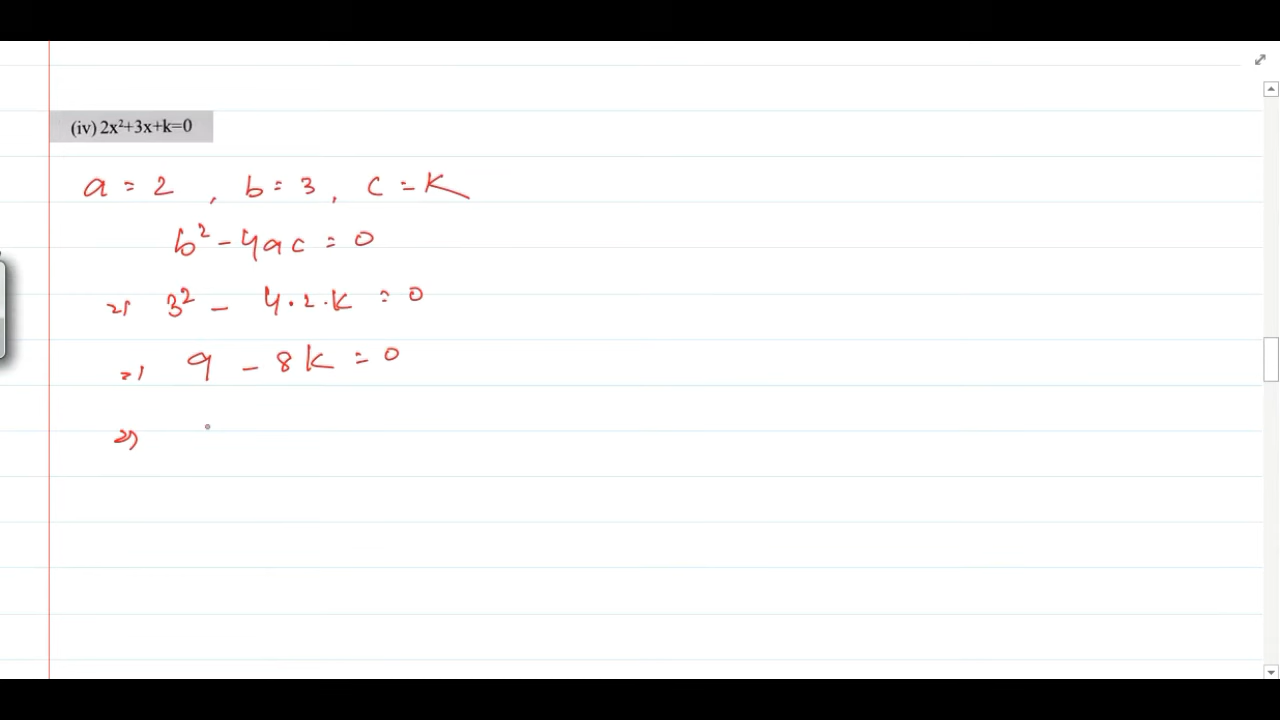 (iv) 2x²+3x+k=0
a = 2 , b = 3 , c = K
b² - 4ac = 0
⇒ 3² - 4·2·k = 0
⇒ 9 - 8k = 0
⇒